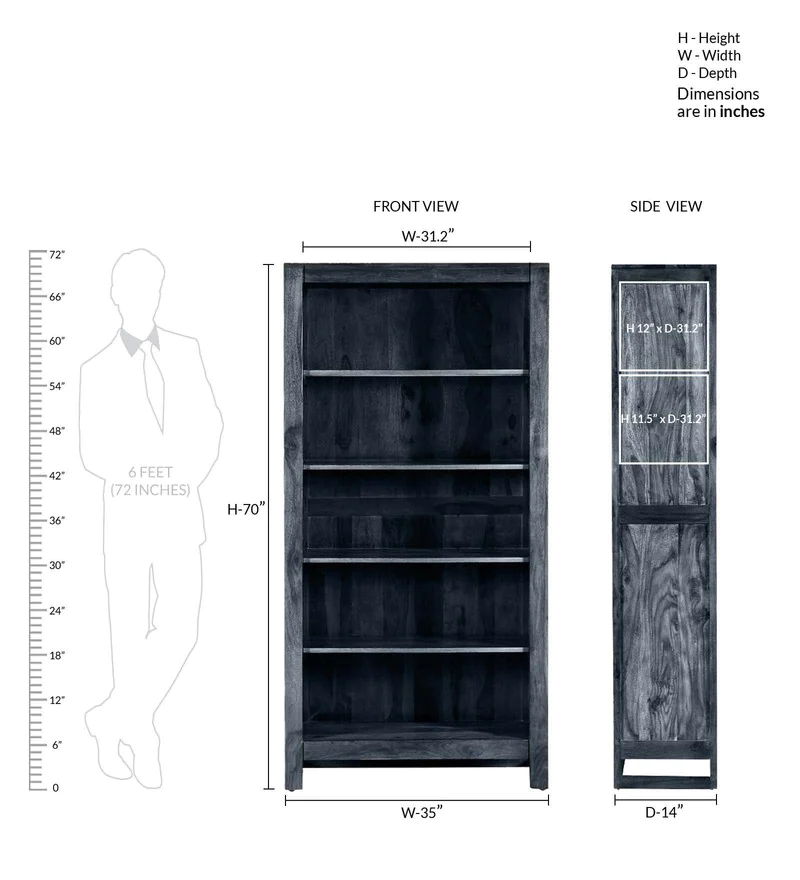 H - Height
W - Width
D - Depth
Dimensions
are in inches
FRONT VIEW
SIDE VIEW
W-31.2”
72”
66”
60”
54”
48”
42”
36”
30”
24”
18”
12”
6”
0
6 FEET
(72 INCHES)
H-70”
H 12” x D-31.2”
H 11.5” x D-31.2”
W-35”
D-14”